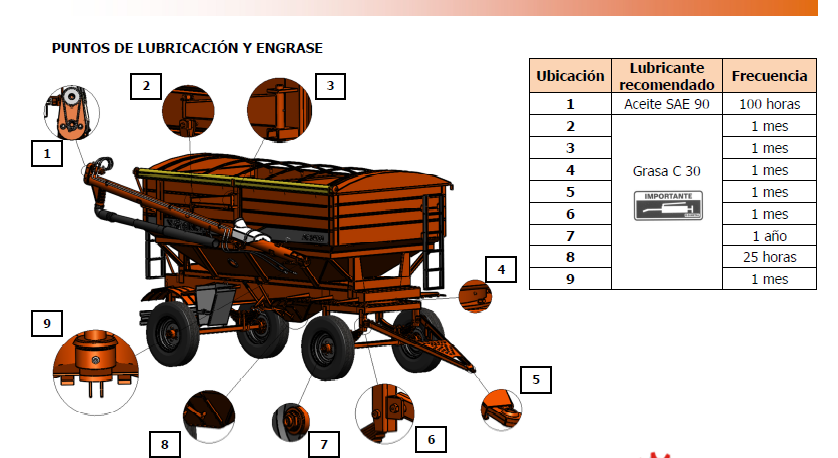 PUNTOS DE LUBRICACIÓN Y ENGRASE
2
3
1
4
9
5
8
7
6
Ubicación Lubricante recomendado Frecuencia
1 Aceite SAE 90 100 horas
2 1 mes
3 1 mes
4 Grasa C 30 1 mes
5 1 mes
IMPORTANTE
6 1 mes
7 1 año
8 25 horas
9 1 mes